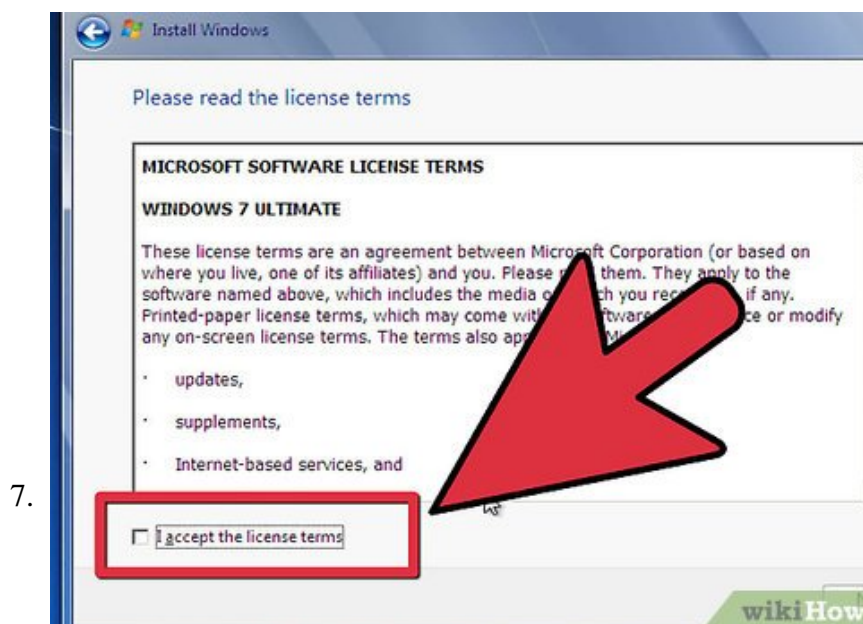 Install Windows
Please read the license terms
MICROSOFT SOFTWARE LICENSE TERMS
WINDOWS 7 ULTIMATE
These license terms are an agreement between Microsoft Corporation (or based on
where you live, one of its affiliates) and you. Please them. They apply to the
software named above, which includes the media you if any.
Printed-paper license terms, which may come with or modify
any on-screen license terms. The terms also
· updates,
· supplements,
· Internet-based services, and
7.
I accept the license terms
wikiHow